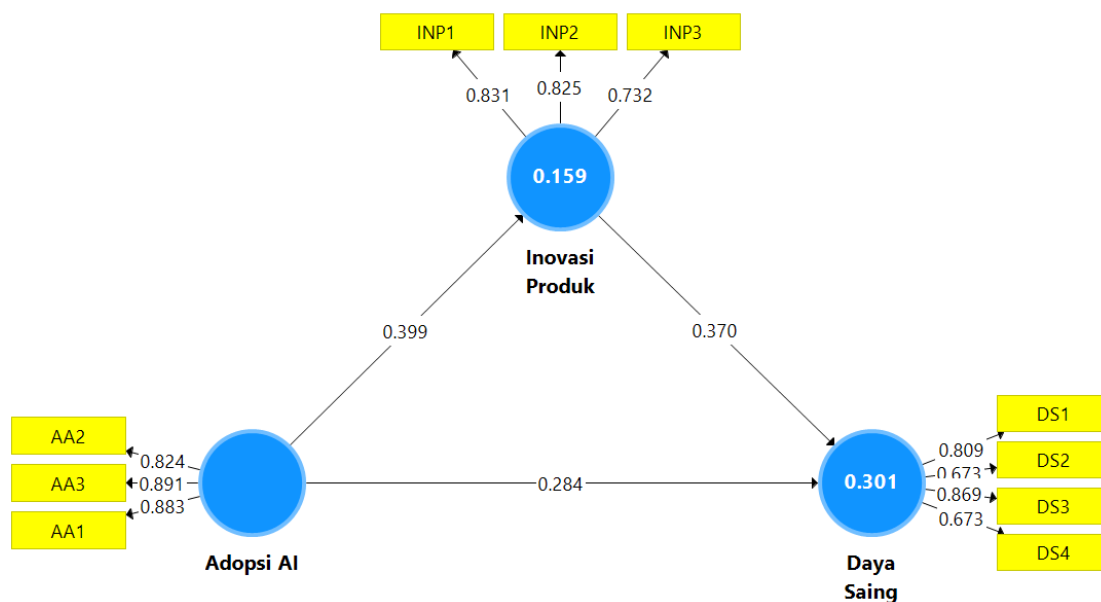 INP1 INP2 INP3
0.831 0.825 0.732
0.159
Inovasi
Produk
0.399 0.370
AA2
AA3
AA1
0.824
0.891
0.883
Adopsi AI
0.284
0.301
Daya
Saing
0.809
0.673
0.869
0.673
DS1
DS2
DS3
DS4